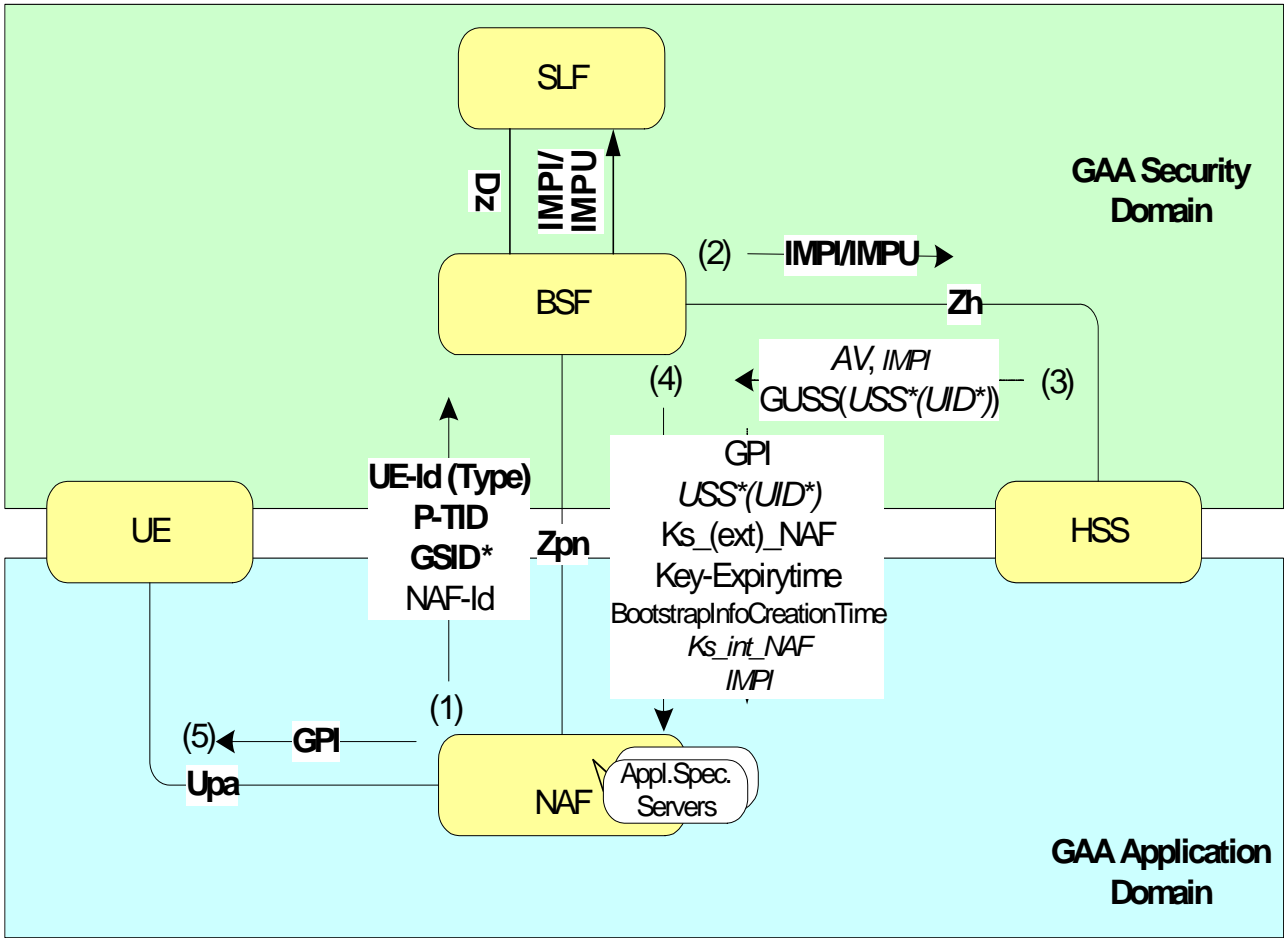 SLF
Dz
IMPI/
IMPU
GAA Security
Domain
BSF
(2)
IMPI/IMPU
Zh
AV, IMPI
GUSS(USS*(UID*))
(3)
(4)
UE-Id (Type)
P-TID
GSID*
NAF-Id
Zpn
GPI
USS*(UID*)
Ks_(ext)_NAF
Key-Expirytime
BootstrapInfoCreationTime
Ks_int_NAF
IMPI
UE
HSS
(1)
(5)
GPI
Upa
NAF
Appl.Spec.
Servers
GAA Application
Domain